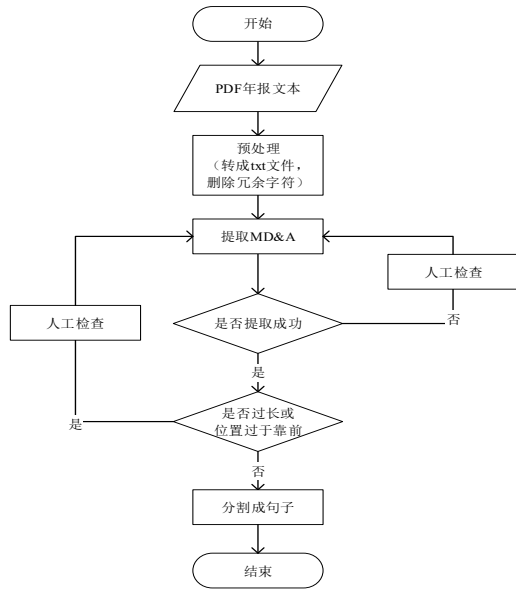 开始
PDF年报文本
预处理
（转成txt文件，
删除冗余字符）
提取MD&A
人工检查
人工检查
是否提取成功
否
是
是否过长或
位置过于靠前
是
否
分割成句子
结束